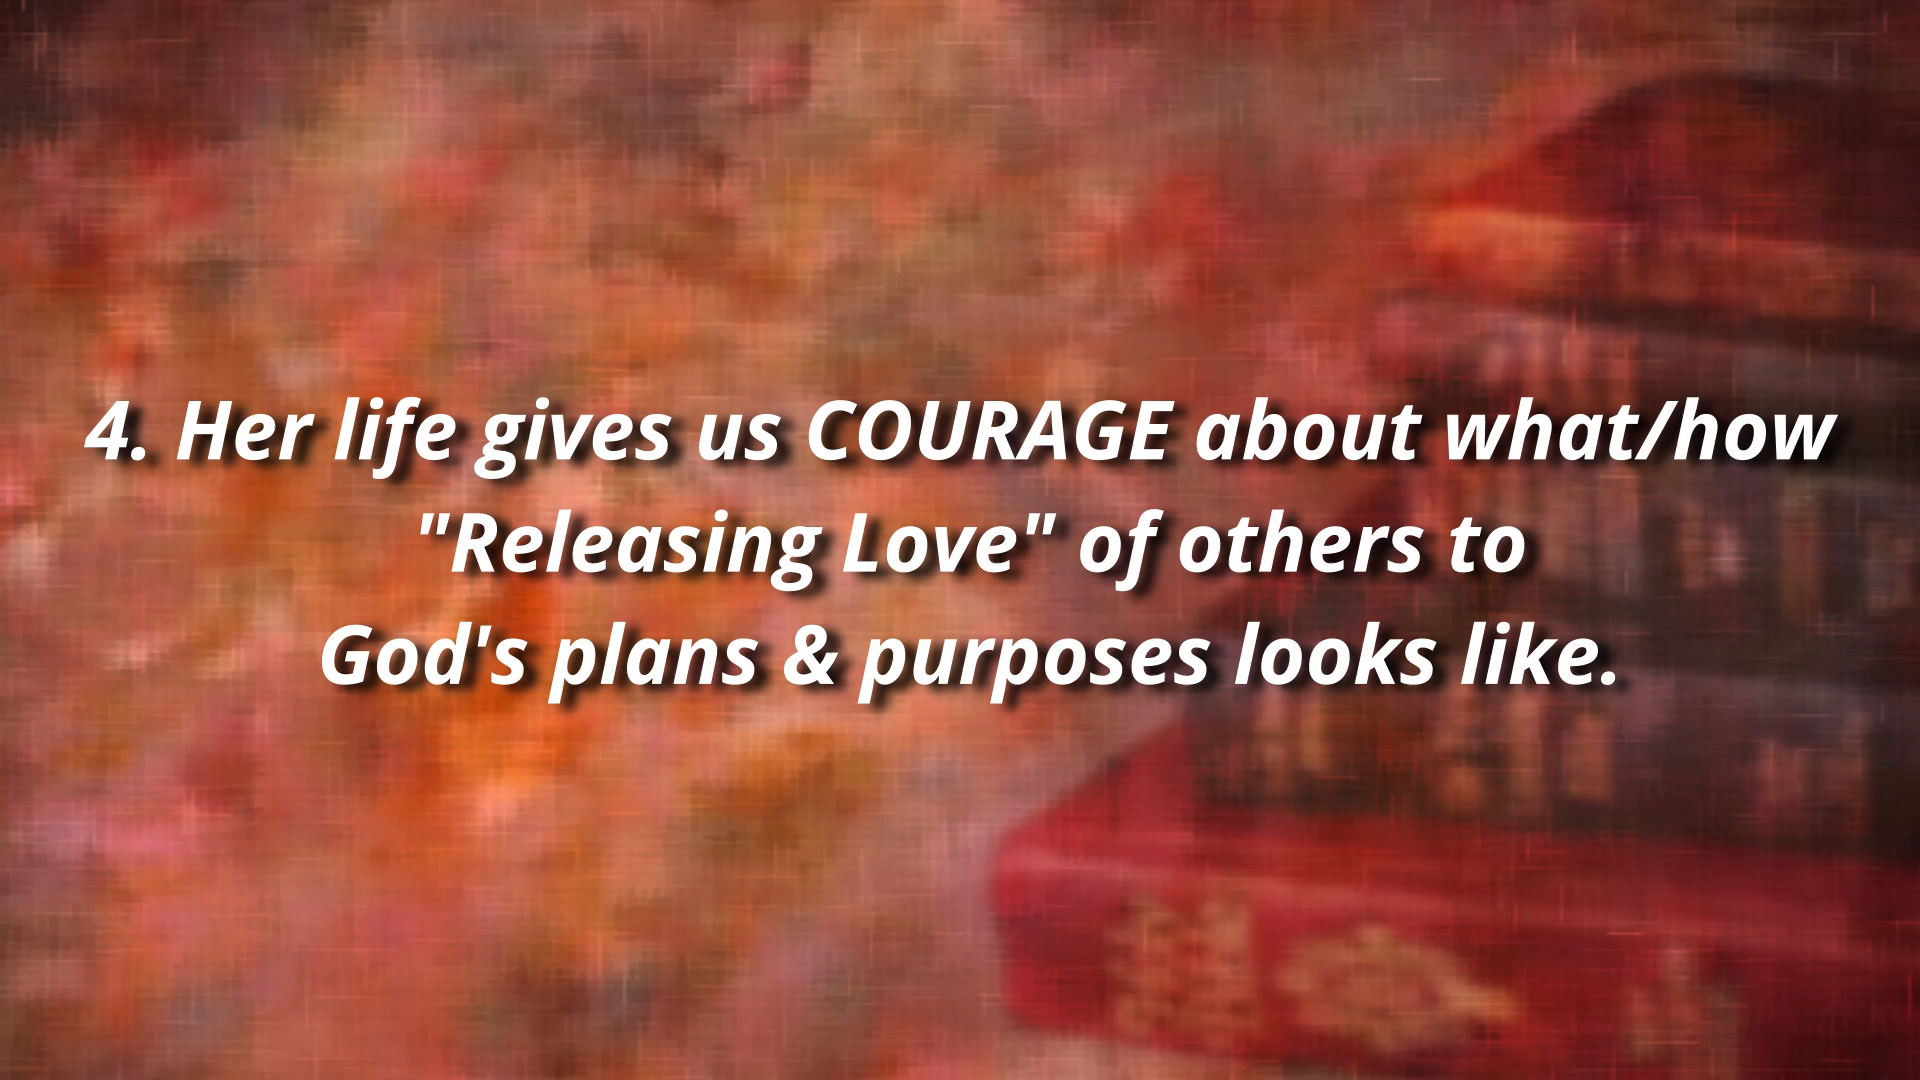 4. Her life gives us COURAGE about what/how
"Releasing Love" of others to
God's plans & purposes looks like.